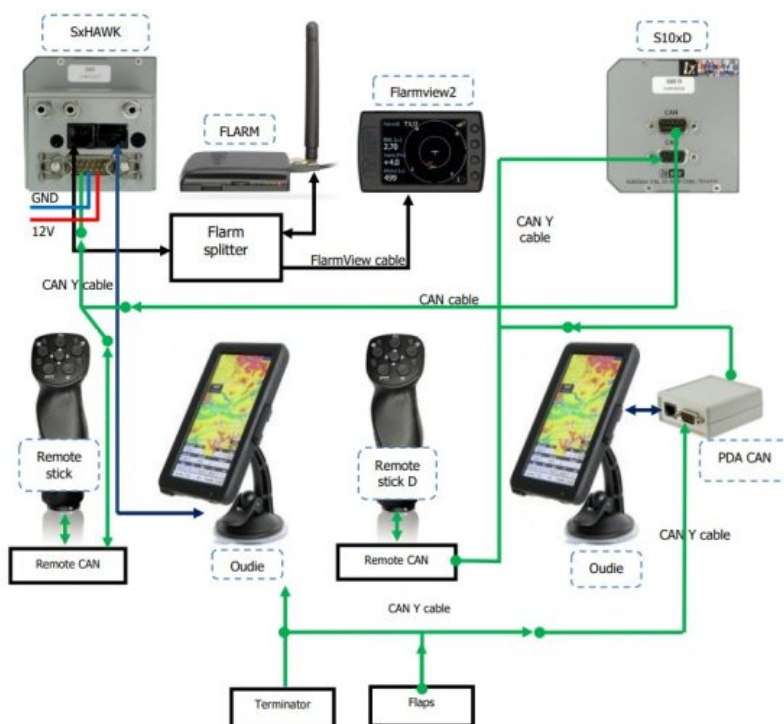 SxHAWK
S10xD
Flarmview2
FLARM
CAN
GND
12V
Flarm
splitter
FlarmView cable
CAN Y
cable
CAN Y cable
CAN cable
Remote
stick
Remote
stick D
PDA CAN
Remote CAN
Oudie
Remote CAN
Oudie
CAN Y cable
CAN Y cable
Terminator
Flaps